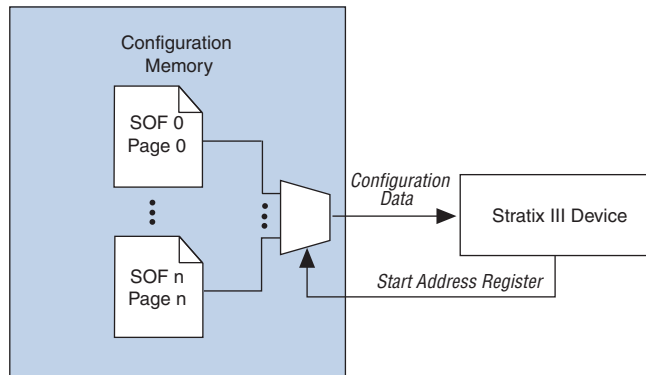 Configuration
Memory
SOF 0
Page 0
SOF n
Page n
Configuration
Data
Stratix III Device
Start Address Register